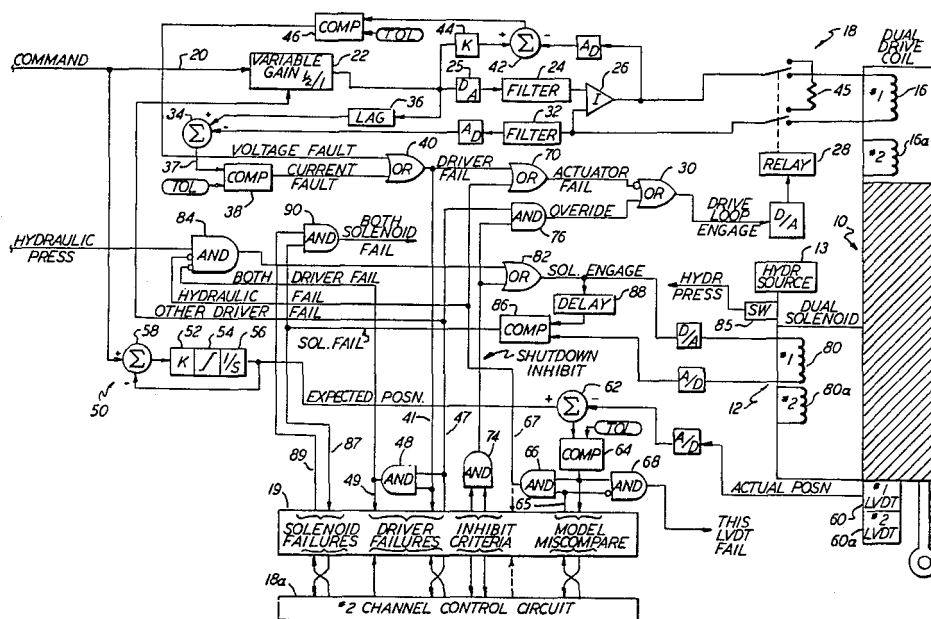 COMMAND
20
VARIABLE
GAIN ½/1
22
COMP
46
TOL
44
K
+
Σ
-
42
A/D
25
D/A
FILTER
24
I
26
18
DUAL
DRIVE
COIL
#1
16
45
#2
16a
34
Σ
+
-
LAG
36
A/D
FILTER
32
37
VOLTAGE FAULT
TOL
COMP
38
CURRENT
FAULT
OR
40
DRIVER
FAIL
OR
70
ACTUATOR
FAIL
OR
30
RELAY
28
AND
76
OVERIDE
DRIVE
LOOP
ENGAGE
D/A
10
84
HYDRAULIC
PRESS
AND
90
AND
BOTH
SOLENOID
FAIL
BOTH DRIVER FAIL
HYDRAULIC
FAIL
OTHER DRIVER
FAIL
OR
82
SOL. ENGAGE
DELAY
88
86
COMP
SOL. FAIL
SHUTDOWN
INHIBIT
13
HYDR
SOURCE
HYDR
PRESS
SW
85
DUAL
SOLENOID
D/A
#1
80
A/D
12
#2
80a
58
+
Σ
-
52
54
56
K
∫
1/S
50
EXPECTED POSN.
+
Σ
-
62
TOL
COMP
64
A/D
ACTUAL POSN
41
47
67
89
87
49
AND
48
AND
74
AND
66
AND
68
65
19
SOLENOID
FAILURES
DRIVER
FAILURES
INHIBIT
CRITERIA
MODEL
MISCOMPARE
THIS
LVDT
FAIL
#1
LVDT
60
#2
LVDT
60a
18a
#2 CHANNEL CONTROL CIRCUIT